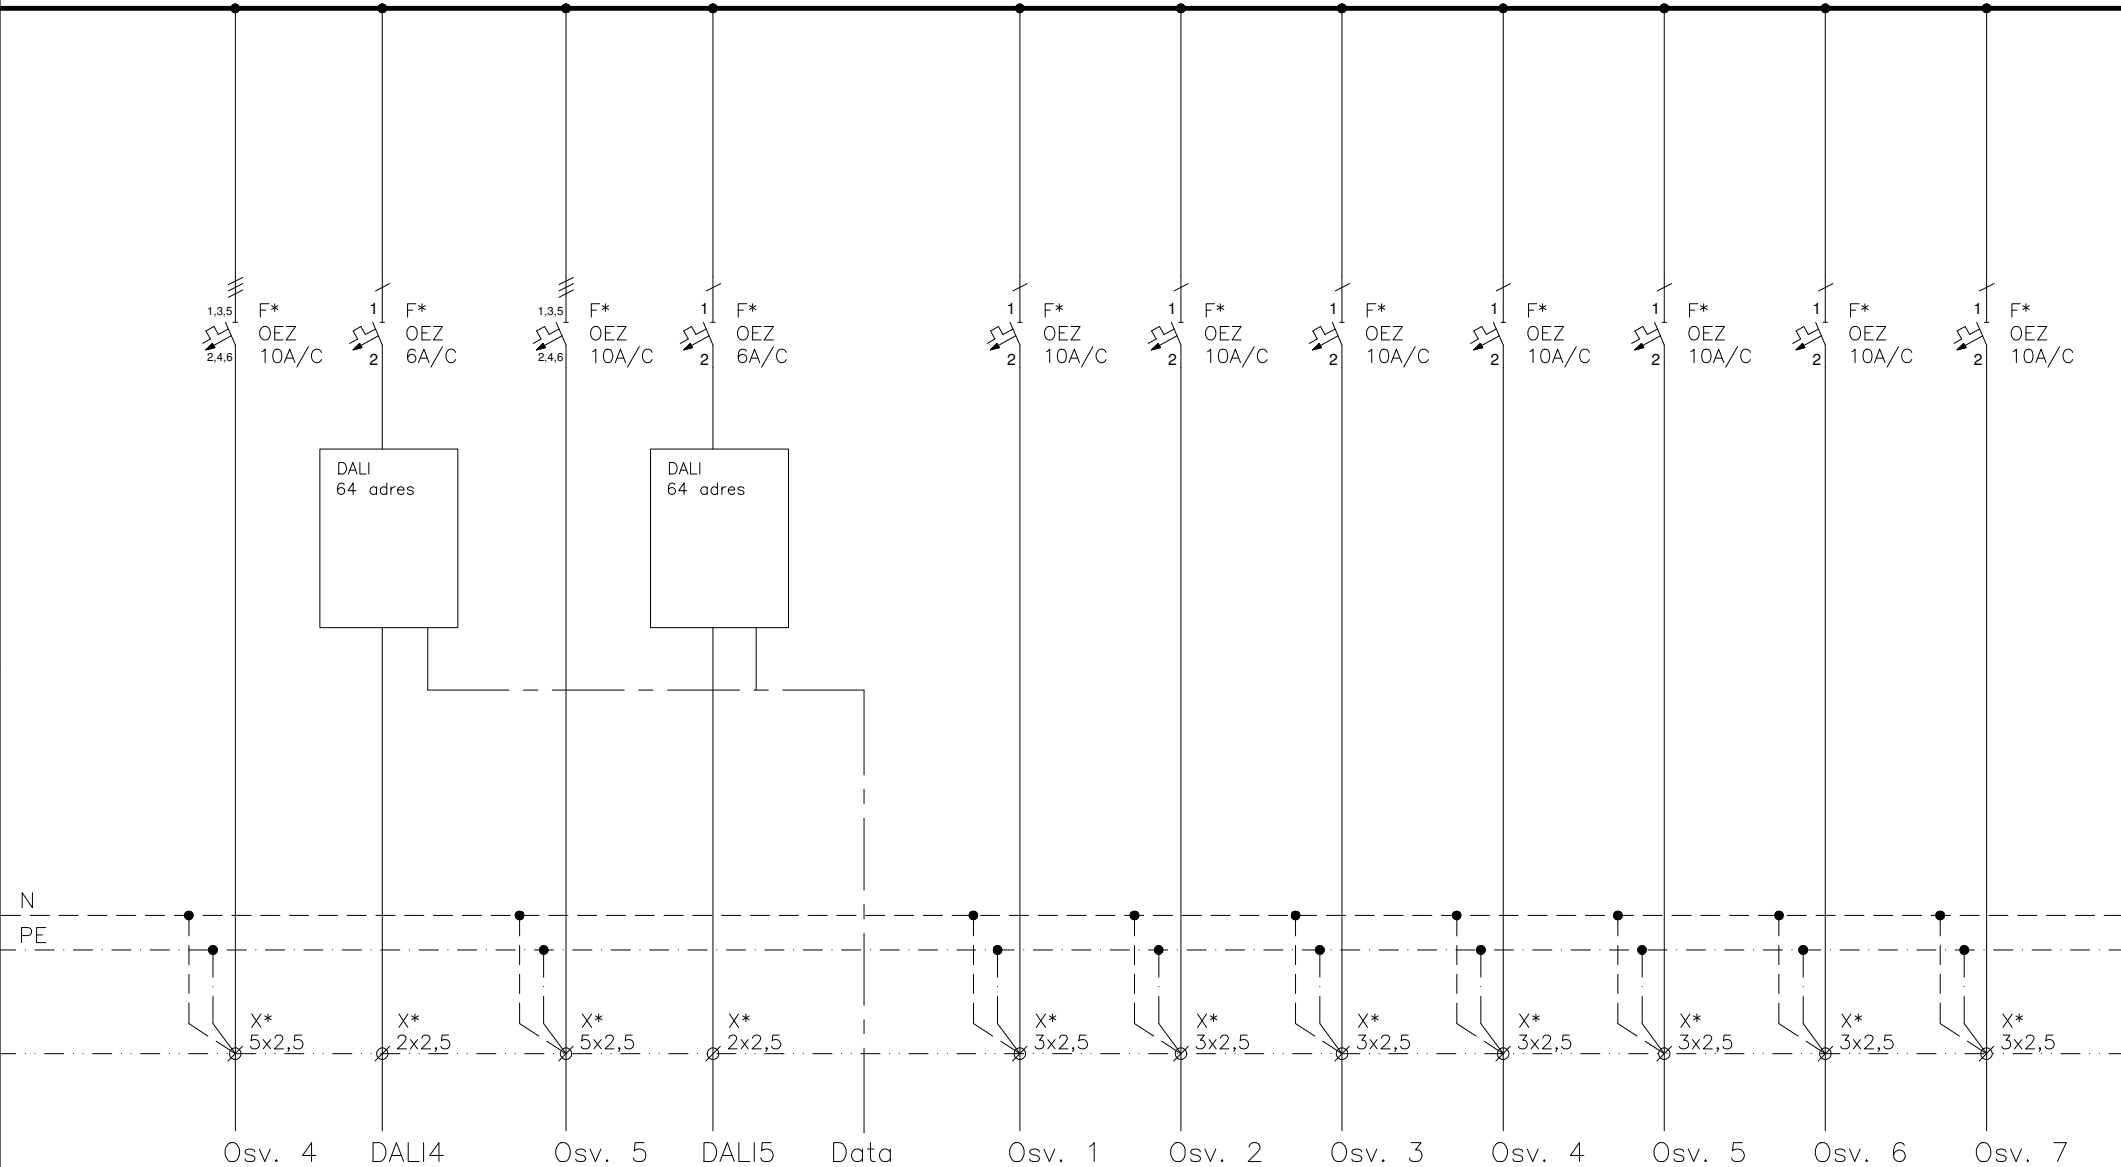 1,3,5
F*
OEZ
10A/C
2,4,6
1
F*
OEZ
6A/C
2
1,3,5
F*
OEZ
10A/C
2,4,6
1
F*
OEZ
6A/C
2
1
F*
OEZ
10A/C
2
1
F*
OEZ
10A/C
2
1
F*
OEZ
10A/C
2
1
F*
OEZ
10A/C
2
1
F*
OEZ
10A/C
2
1
F*
OEZ
10A/C
2
1
F*
OEZ
10A/C
2
DALI
64 adres
DALI
64 adres
N
PE
X*
5x2,5
X*
2x2,5
X*
5x2,5
X*
2x2,5
X*
3x2,5
X*
3x2,5
X*
3x2,5
X*
3x2,5
X*
3x2,5
X*
3x2,5
X*
3x2,5
Osv. 4
DALI4
Osv. 5
DALI5
Data
Osv. 1
Osv. 2
Osv. 3
Osv. 4
Osv. 5
Osv. 6
Osv. 7